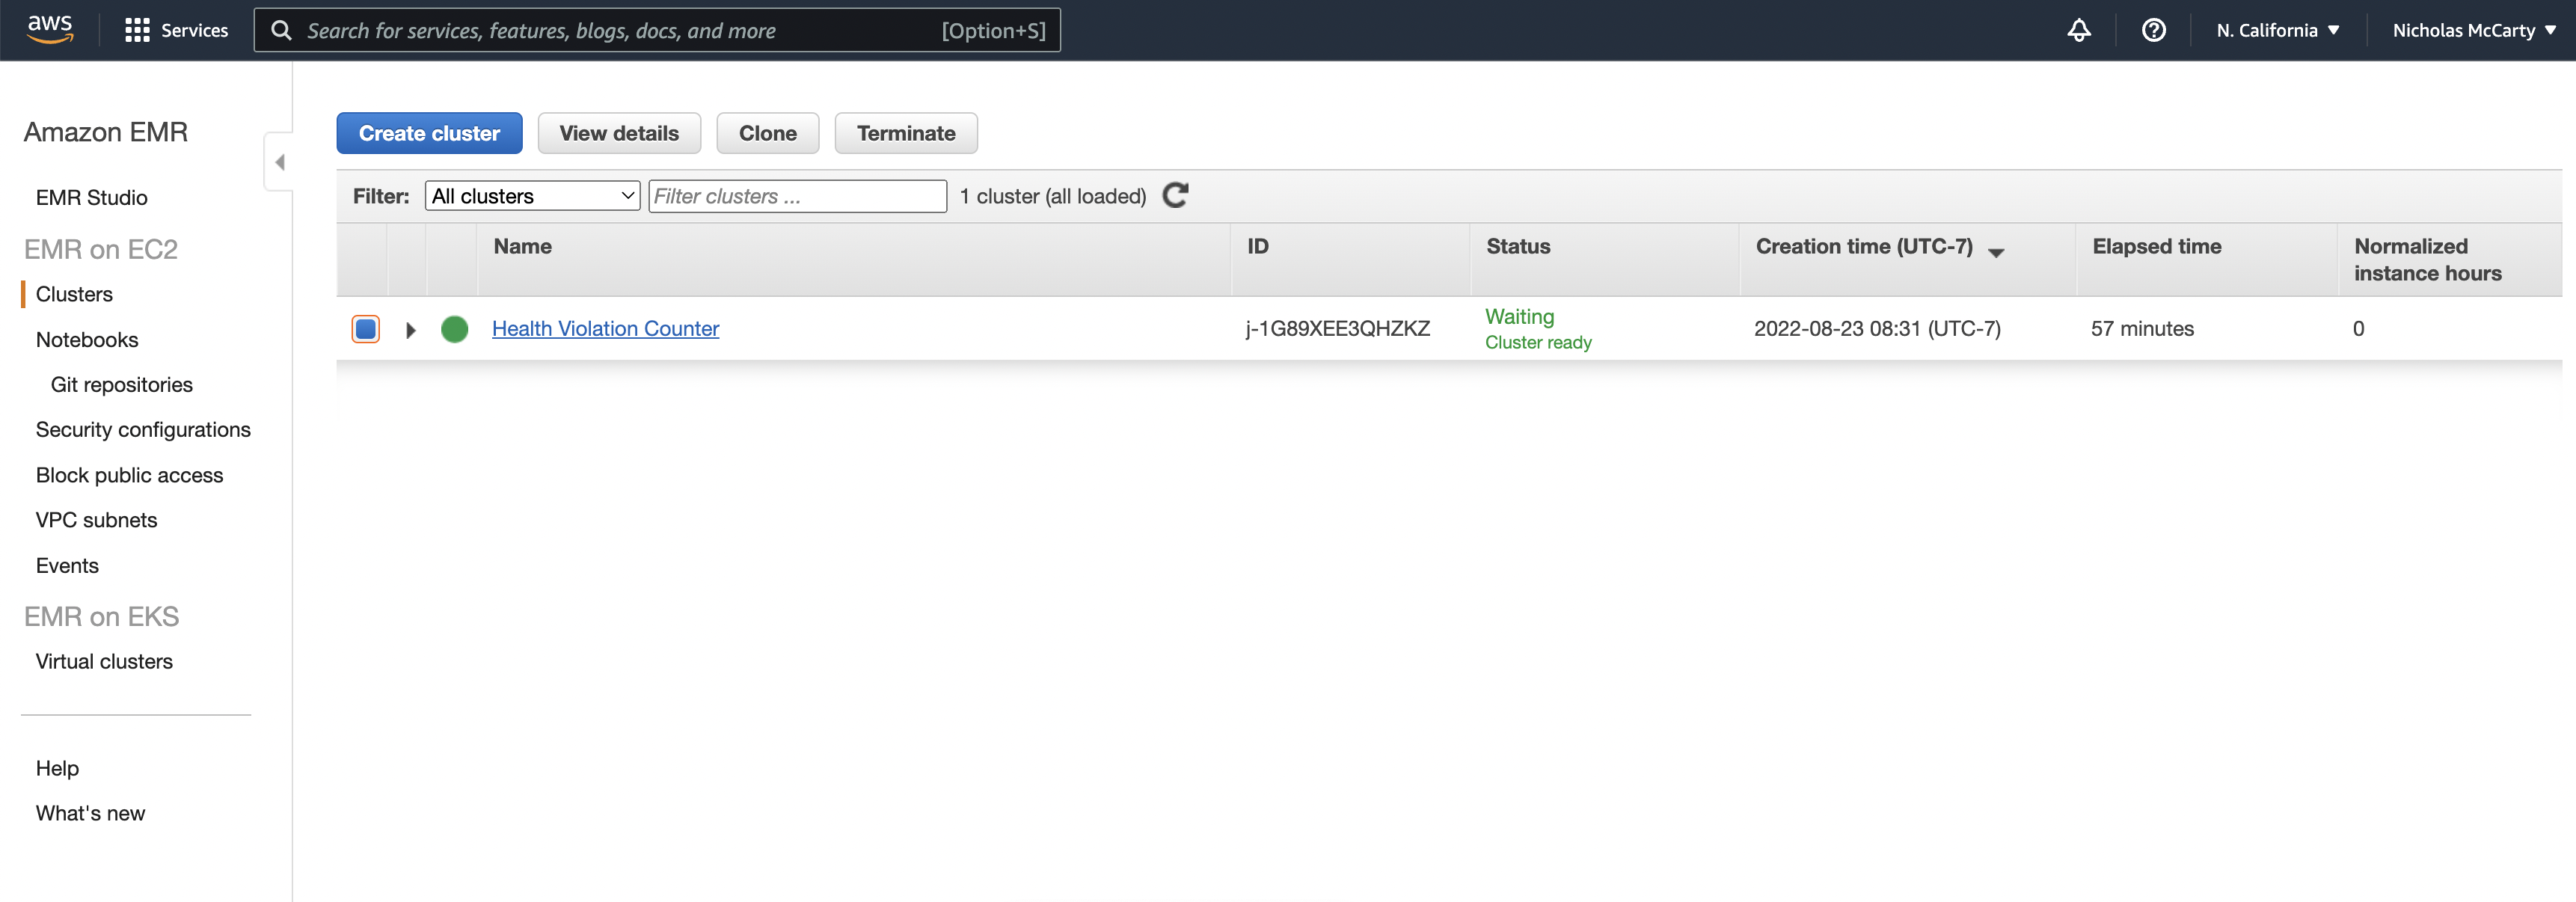 aws Services Search for services, features, blogs, docs, and more [Option+S] N. California Nicholas McCarty
Amazon EMR
EMR Studio
EMR on EC2
Clusters
Notebooks
Git repositories
Security configurations
Block public access
VPC subnets
Events
EMR on EKS
Virtual clusters
Help
What's new
Create cluster View details Clone Terminate
Filter: All clusters Filter clusters ... 1 cluster (all loaded)
Name ID Status Creation time (UTC-7) Elapsed time Normalized
instance hours
Health Violation Counter j-1G89XEE3QHZKZ Waiting 2022-08-23 08:31 (UTC-7) 57 minutes 0
Cluster ready